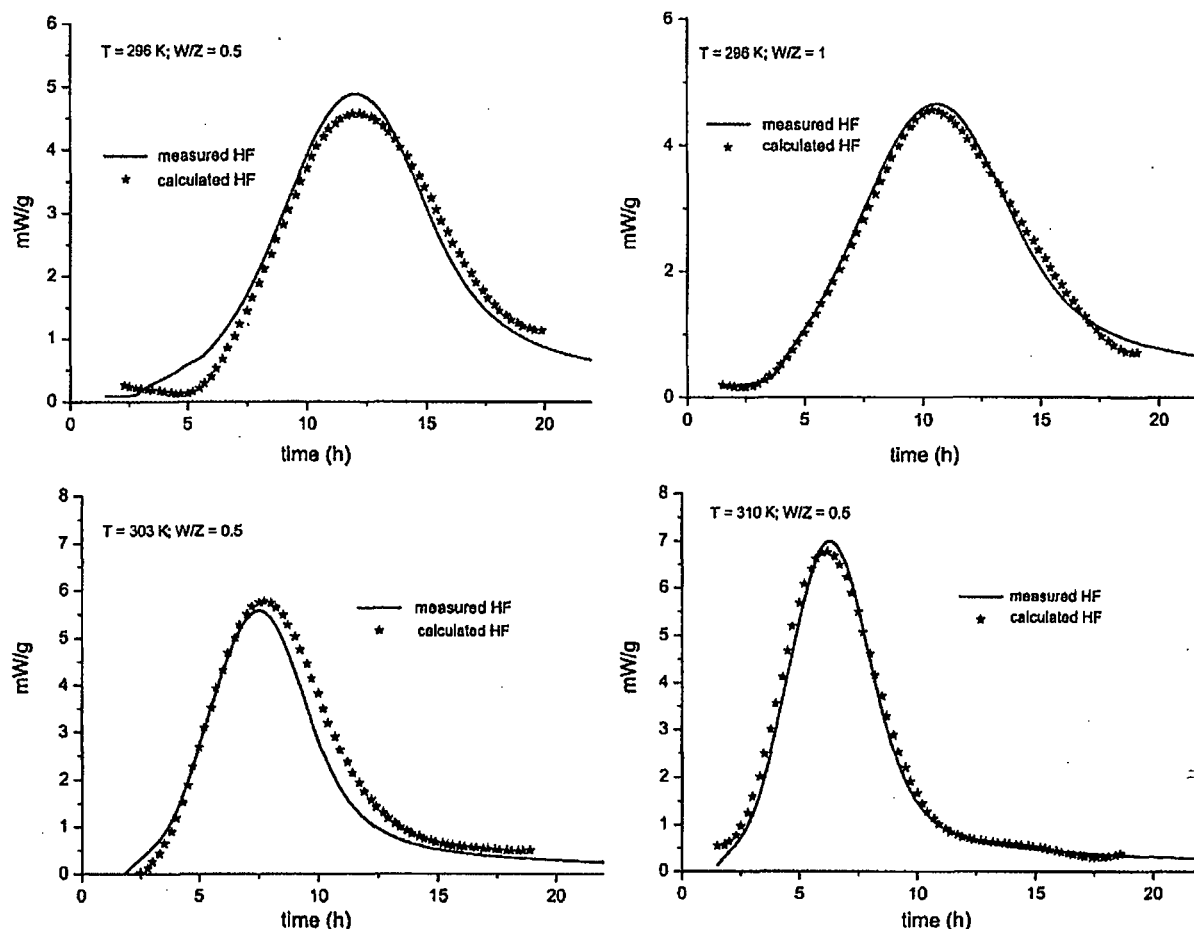 6
5
4
3
2
1
0
mW/g
T = 296 K; W/Z = 0.5
measured HF
calculated HF
0 5 10 15 20
time (h)
6
4
2
0
mW/g
T = 296 K; W/Z = 1
measured HF
calculated HF
0 5 10 15 20
time (h)
8
7
6
5
4
3
2
1
0
mW/g
T = 303 K; W/Z = 0.5
measured HF
calculated HF
0 5 10 15 20
time (h)
8
7
6
5
4
3
2
1
0
mW/g
T = 310 K; W/Z = 0.5
measured HF
calculated HF
0 5 10 15 20
time (h)